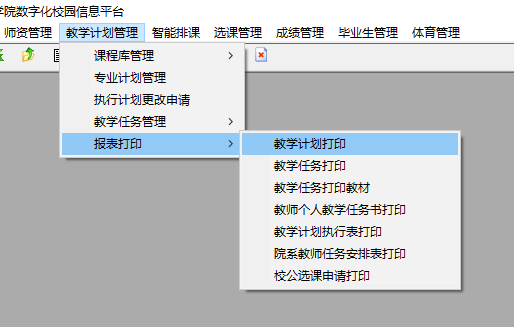 学院数字化校园信息平台
师资管理 教学计划管理 智能排课 选课管理 成绩管理 毕业生管理 体育管理
课程库管理
专业计划管理
执行计划更改申请
教学任务管理
报表打印
教学计划打印
教学任务打印
教学任务打印教材
教师个人教学任务书打印
教学计划执行表打印
院系教师任务安排表打印
校公选课申请打印